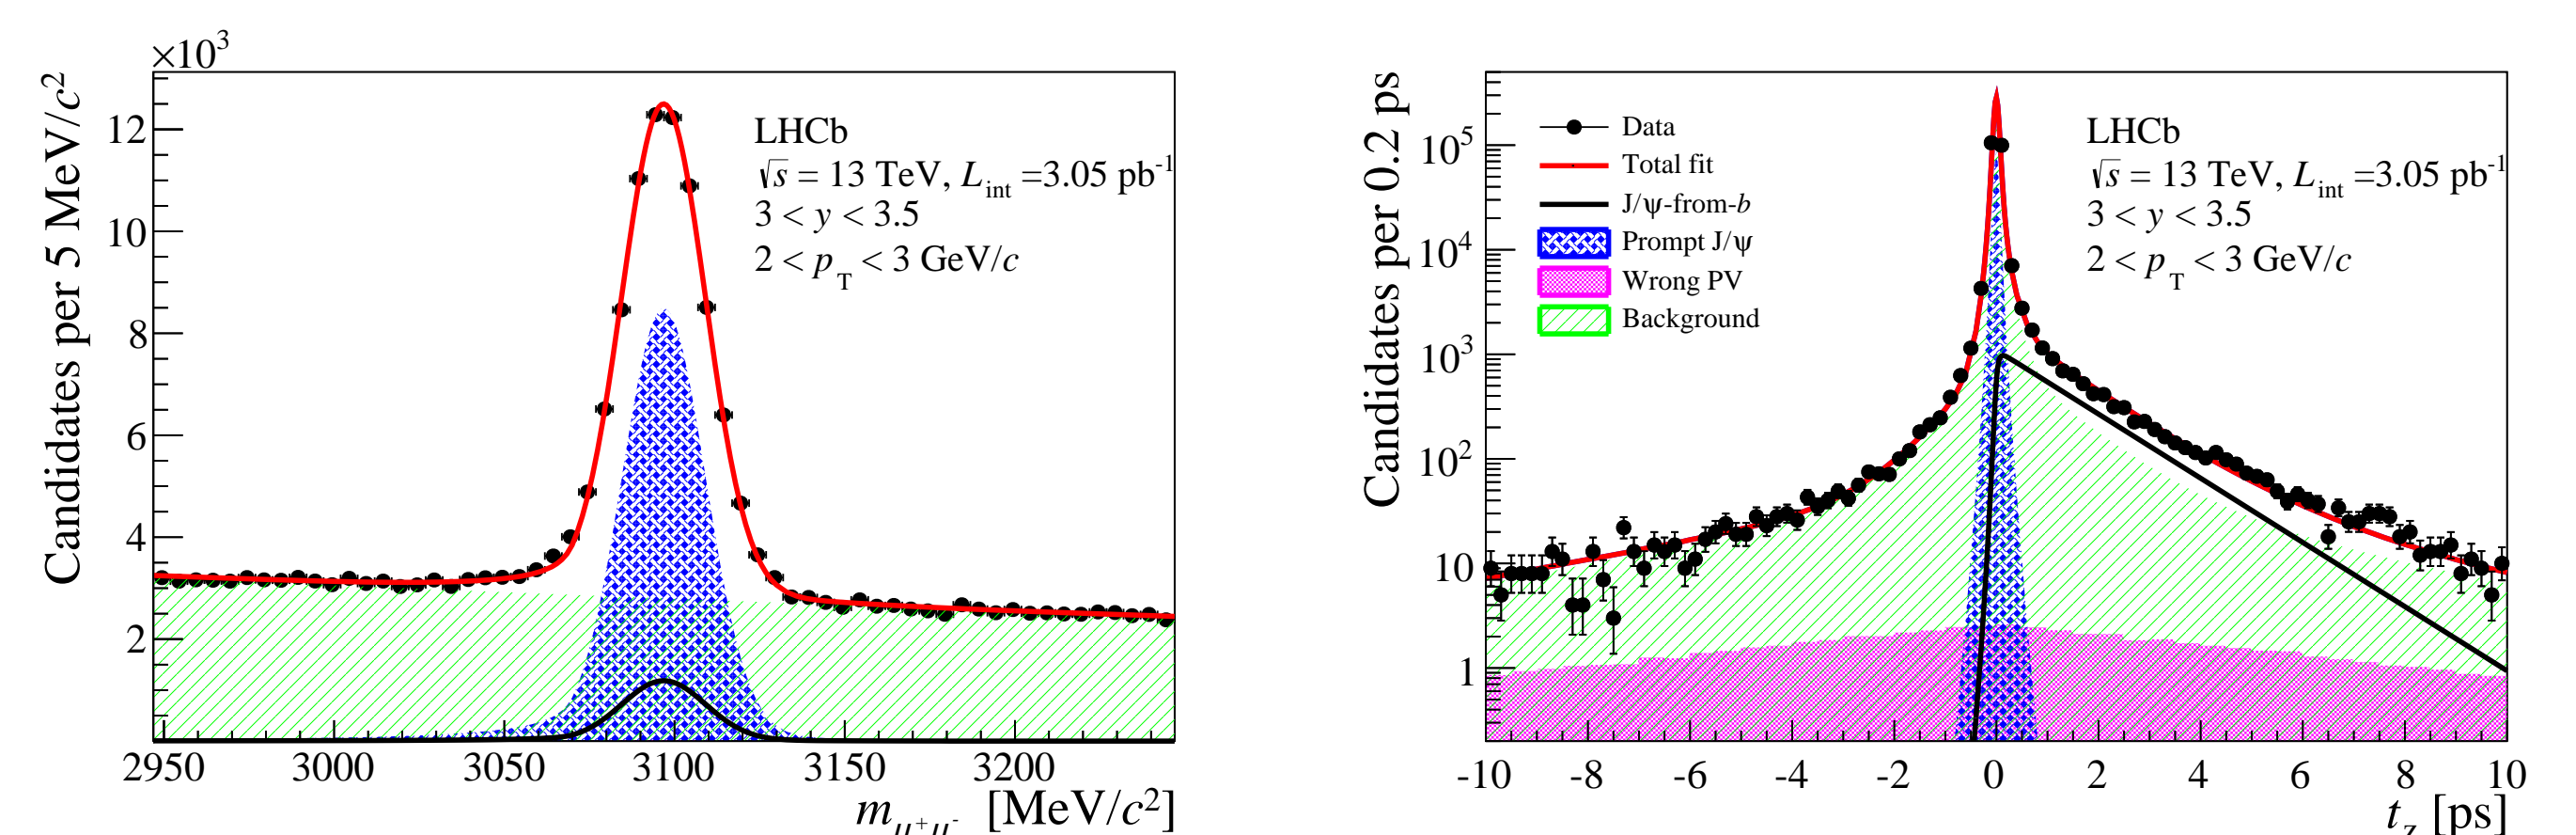 ×10³
Candidates per 5 MeV/c²
12
10
8
6
4
2
2950 3000 3050 3100 3150 3200
m_μ⁺μ⁻ [MeV/c²]
LHCb
√s = 13 TeV, L_int =3.05 pb⁻¹
3 < y < 3.5
2 < p_T < 3 GeV/c
Candidates per 0.2 ps
10⁵
10⁴
10³
10²
10
1
-10 -8 -6 -4 -2 0 2 4 6 8 10
t_z [ps]
Data
Total fit
J/ψ-from-b
Prompt J/ψ
Wrong PV
Background
LHCb
√s = 13 TeV, L_int =3.05 pb⁻¹
3 < y < 3.5
2 < p_T < 3 GeV/c